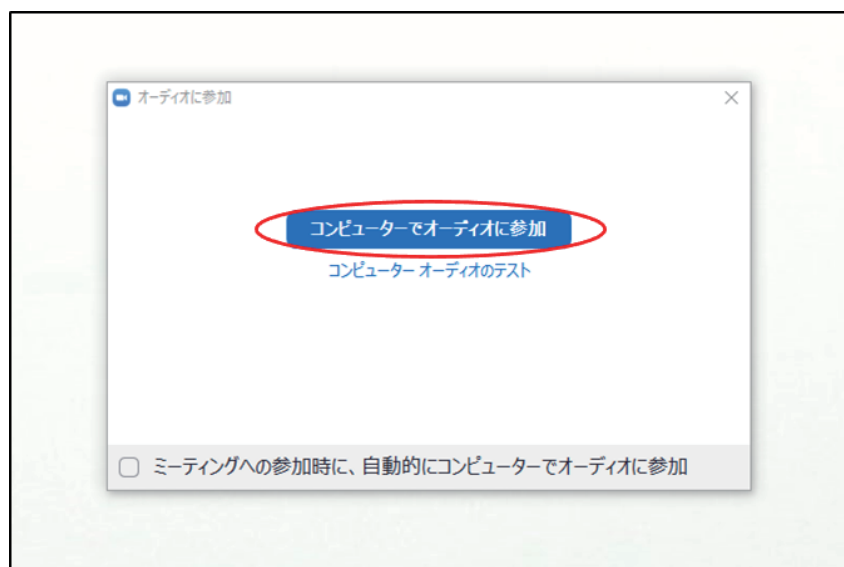 オーディオに参加
コンピューターでオーディオに参加
コンピューター オーディオのテスト
ミーティングへの参加時に、自動的にコンピューターでオーディオに参加